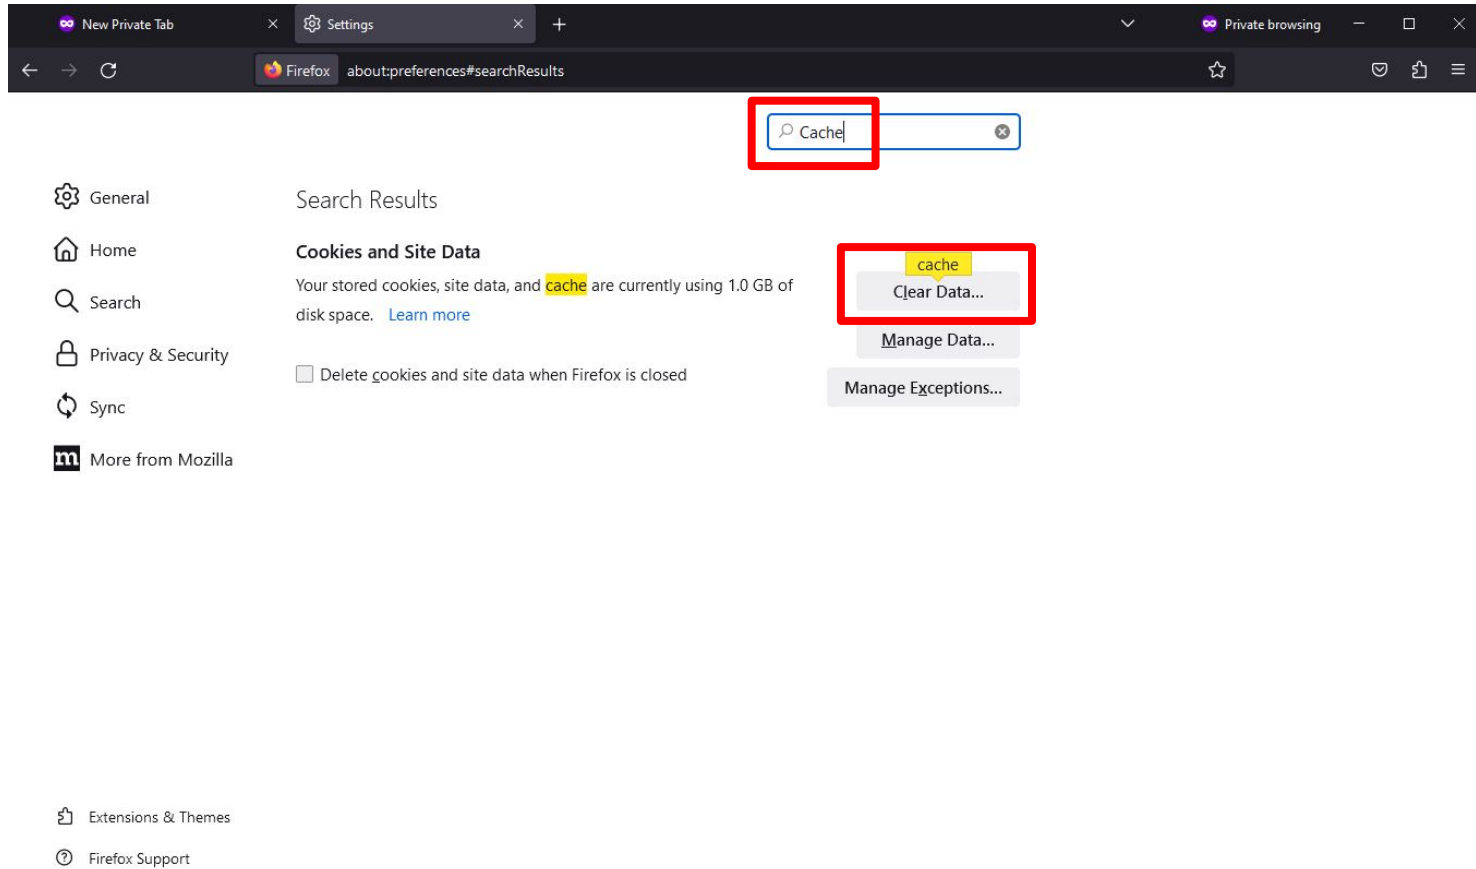 New Private Tab
Settings
Private browsing
Firefox about:preferences#searchResults
Cache
General
Home
Search
Privacy & Security
Sync
More from Mozilla
Search Results
Cookies and Site Data
Your stored cookies, site data, and cache are currently using 1.0 GB of
disk space. Learn more
Delete cookies and site data when Firefox is closed
cache
Clear Data...
Manage Data...
Manage Exceptions...
Extensions & Themes
Firefox Support